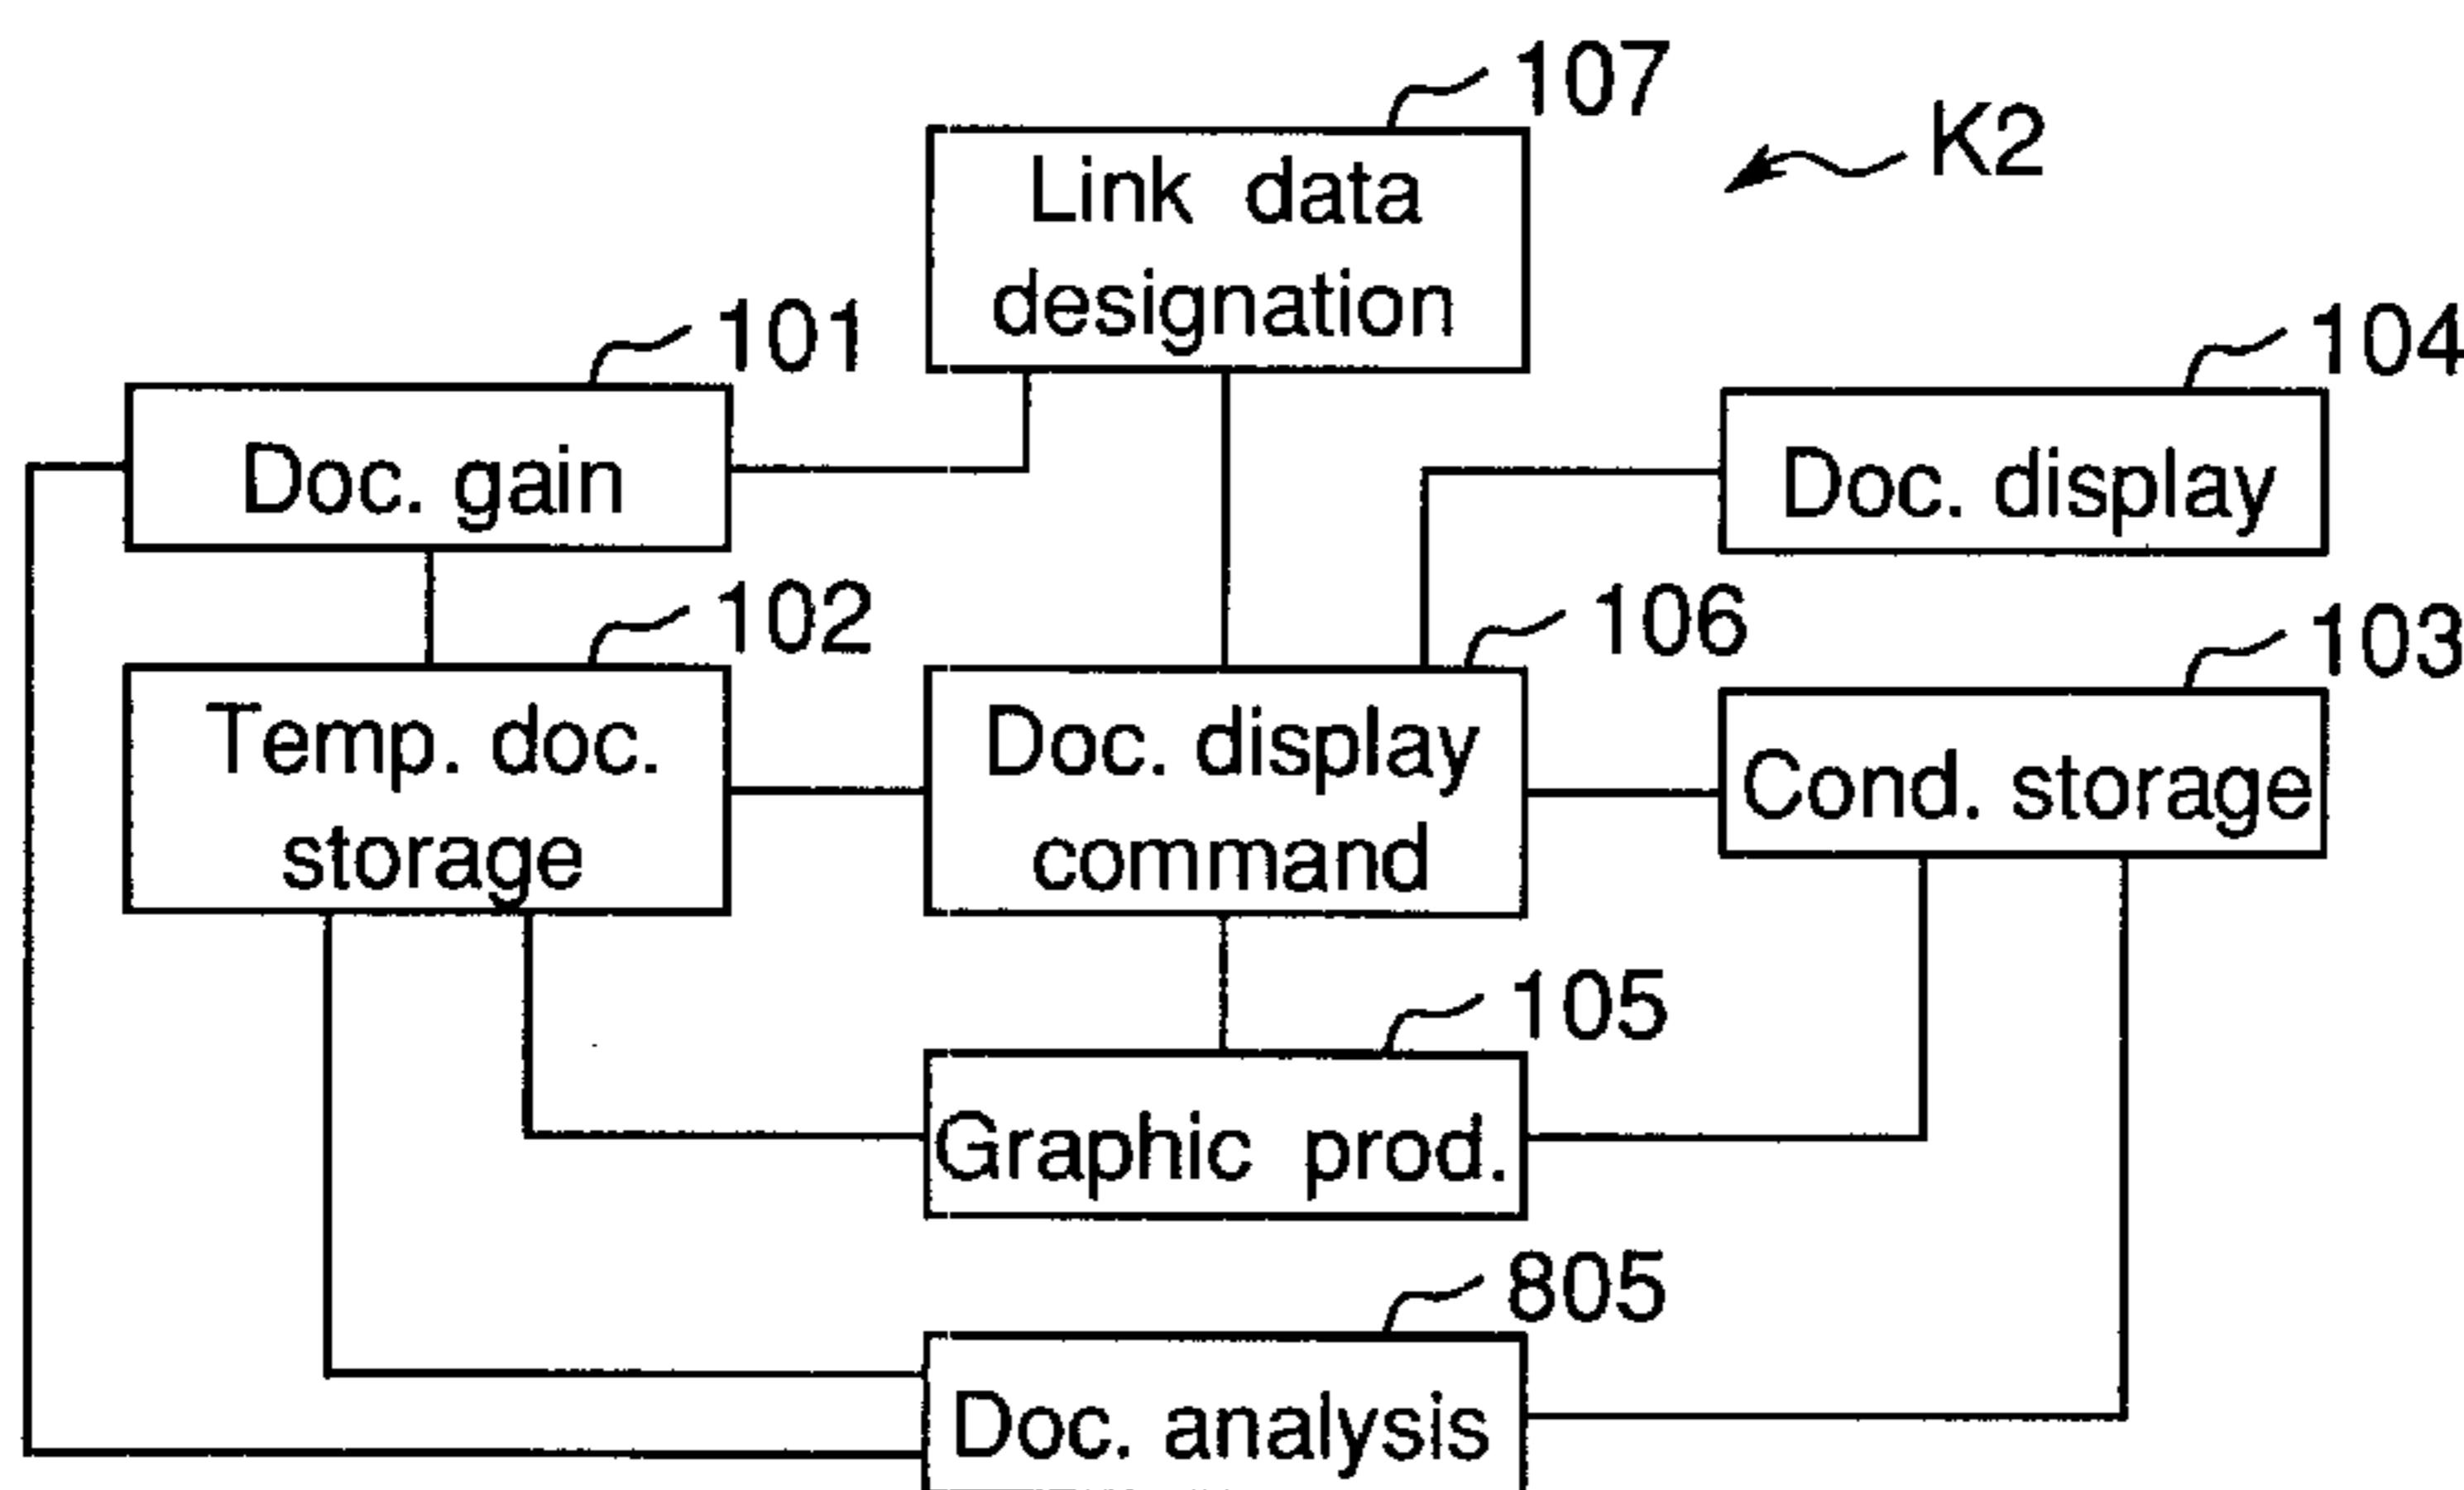 107
K2
Link data
designation
101
104
Doc. gain
Doc. display
102
106
103
Temp. doc.
storage
Doc. display
command
Cond. storage
105
Graphic prod.
805
Doc. analysis